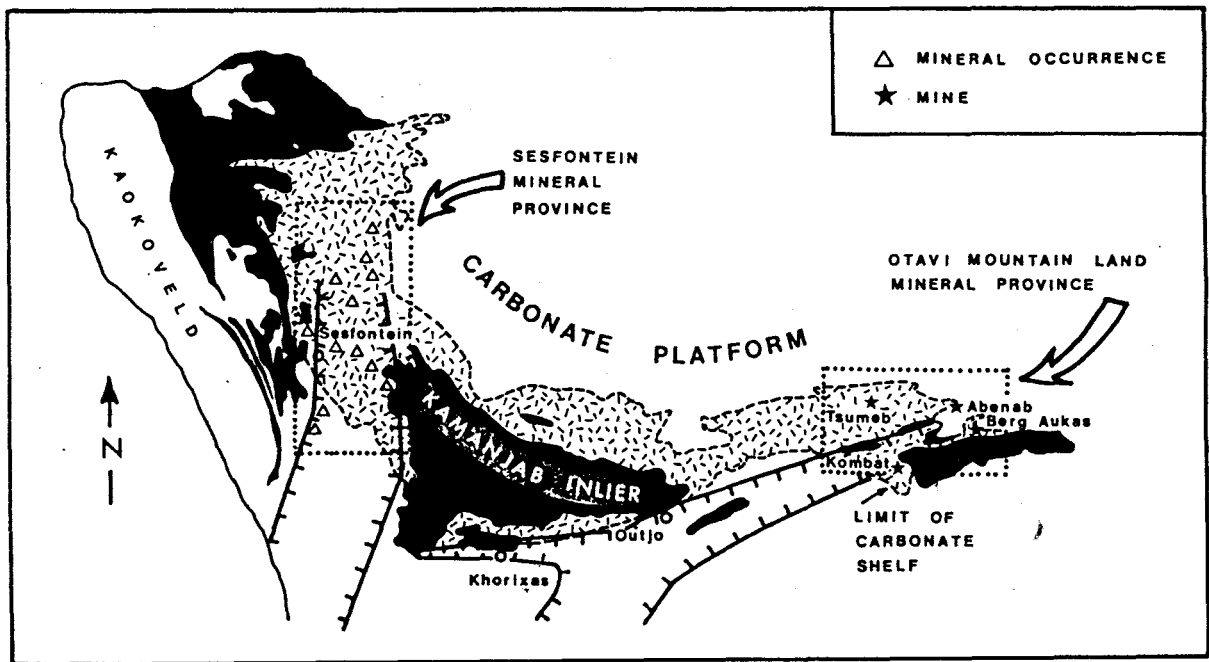 MINERAL OCCURRENCE
MINE
SESFONTEIN
MINERAL
PROVINCE
KAOKOVELD
OTAVI MOUNTAIN LAND
MINERAL PROVINCE
CARBONATE PLATFORM
Sesfontein
Tsumeb
Abenab
Berg Aukas
Kombat
KAMANJAB INLIER
N
LIMIT OF
CARBONATE
SHELF
Outjo
Khorixas